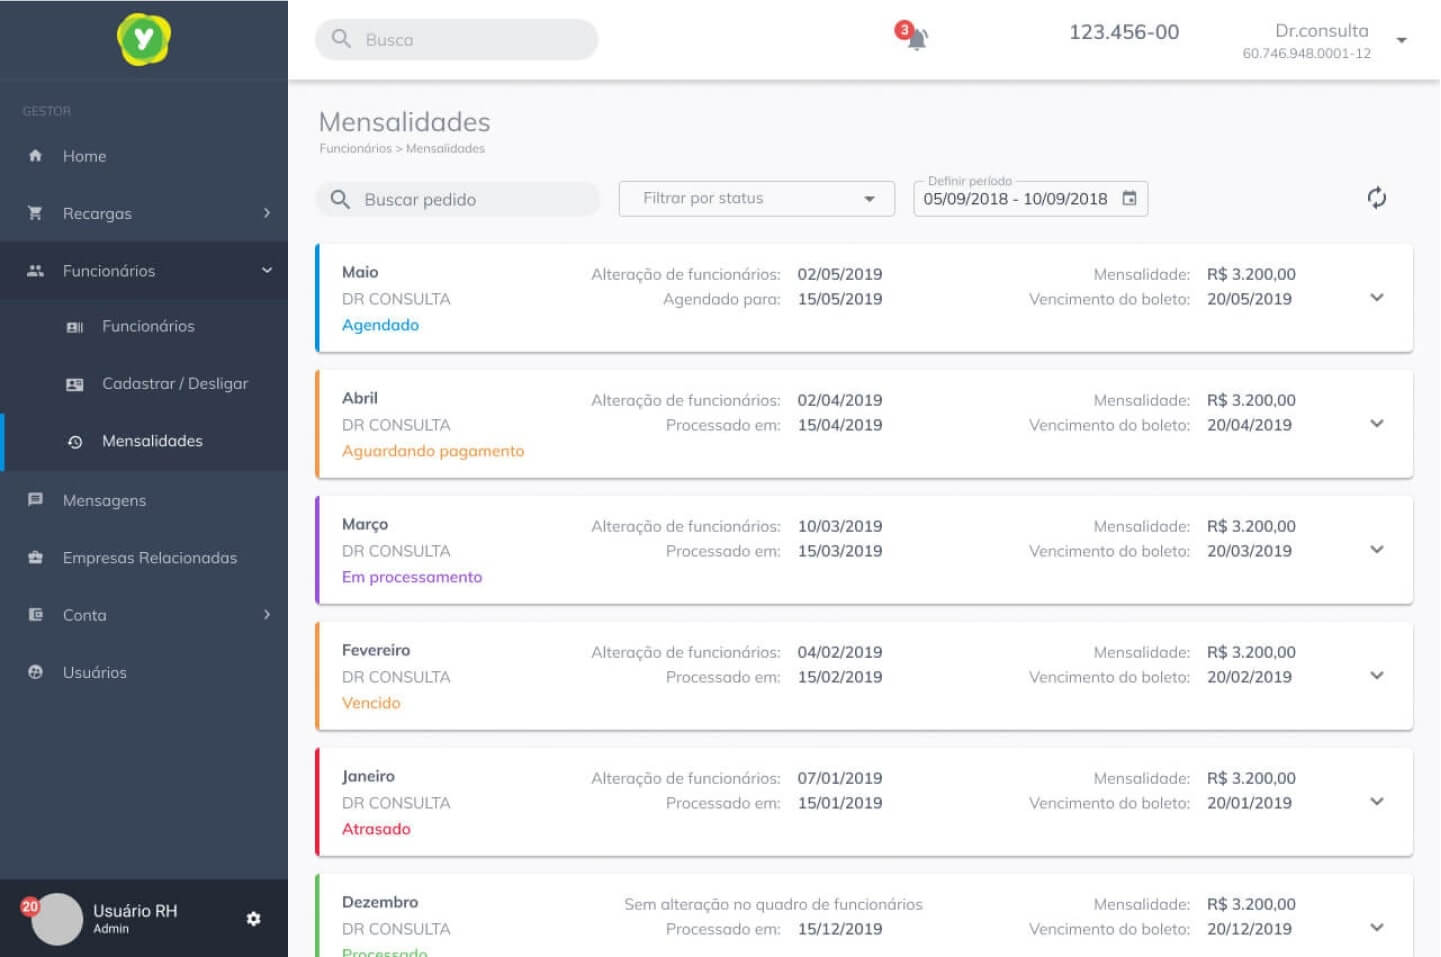 y
GESTOR
Home
Recargas
Funcionários
Funcionários
Cadastrar / Desligar
Mensalidades
Mensagens
Empresas Relacionadas
Conta
Usuários
20
Usuário RH
Admin
Busca
3
123.456-00
Dr.consulta
60.746.948.0001-12
Mensalidades
Funcionários > Mensalidades
Buscar pedido
Filtrar por status
Definir período
05/09/2018 - 10/09/2018
Maio
DR CONSULTA
Agendado
Alteração de funcionários: 02/05/2019
Agendado para: 15/05/2019
Mensalidade: R$ 3.200,00
Vencimento do boleto: 20/05/2019
Abril
DR CONSULTA
Aguardando pagamento
Alteração de funcionários: 02/04/2019
Processado em: 15/04/2019
Mensalidade: R$ 3.200,00
Vencimento do boleto: 20/04/2019
Março
DR CONSULTA
Em processamento
Alteração de funcionários: 10/03/2019
Processado em: 15/03/2019
Mensalidade: R$ 3.200,00
Vencimento do boleto: 20/03/2019
Fevereiro
DR CONSULTA
Vencido
Alteração de funcionários: 04/02/2019
Processado em: 15/02/2019
Mensalidade: R$ 3.200,00
Vencimento do boleto: 20/02/2019
Janeiro
DR CONSULTA
Atrasado
Alteração de funcionários: 07/01/2019
Processado em: 15/01/2019
Mensalidade: R$ 3.200,00
Vencimento do boleto: 20/01/2019
Dezembro
DR CONSULTA
Processado
Sem alteração no quadro de funcionários
Processado em: 15/12/2019
Mensalidade: R$ 3.200,00
Vencimento do boleto: 20/12/2019